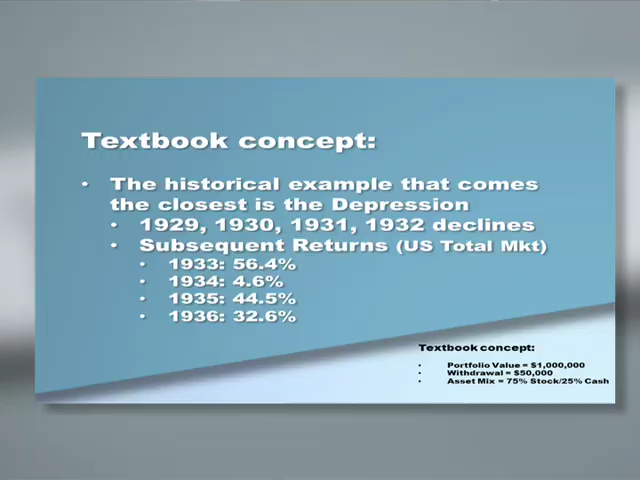 Textbook concept:
• The historical example that comes
the closest is the Depression
• 1929, 1930, 1931, 1932 declines
• Subsequent Returns (US Total Mkt)
• 1933: 56.4%
• 1934: 4.6%
• 1935: 44.5%
• 1936: 32.6%
Textbook concept:
• Portfolio Value = $1,000,000
• Withdrawal = $50,000
• Asset Mix = 75% Stock/25% Cash